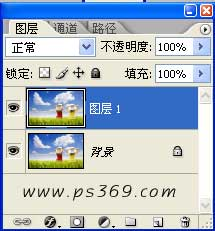 图层 通道 路径
正常 不透明度: 100%
锁定: 填充: 100%
图层 1
背景
www.ps369.com